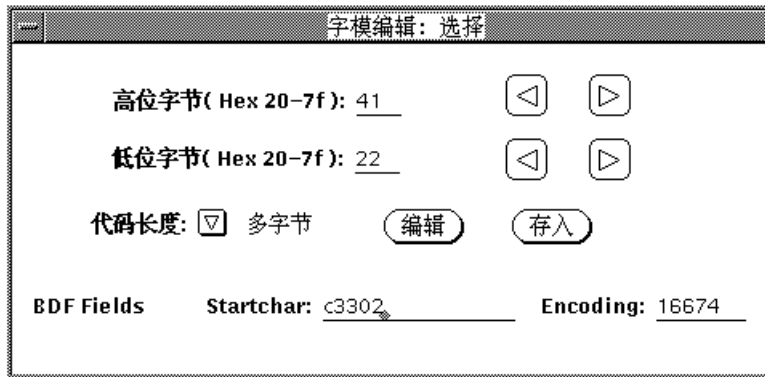 字模编辑: 选择
高位字节( Hex 20-7f ): 41
低位字节( Hex 20-7f ): 22
代码长度: 多字节 编辑 存入
BDF Fields Startchar: c3302 Encoding: 16674